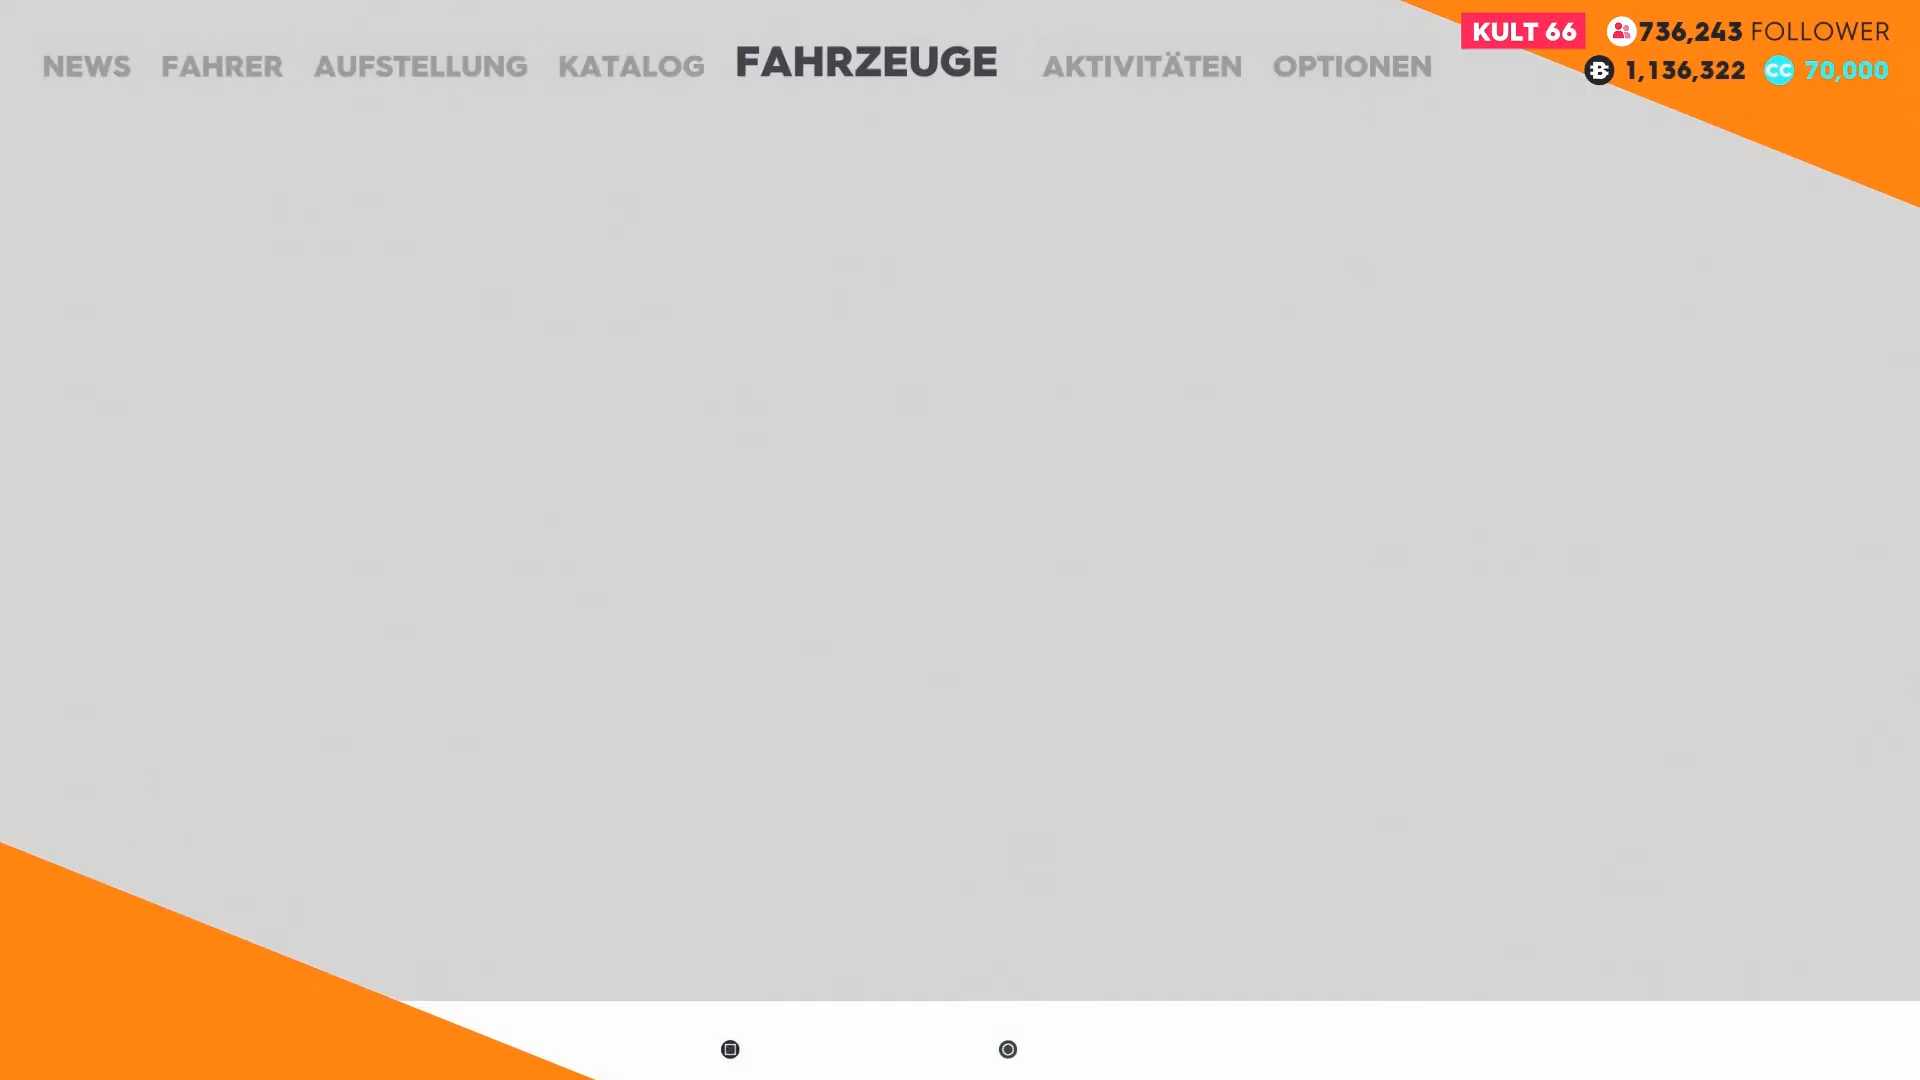 NEWS FAHRER AUFSTELLUNG KATALOG FAHRZEUGE AKTIVITÄTEN OPTIONEN
KULT 66 736,243 FOLLOWER
1,136,322 CC 70,000